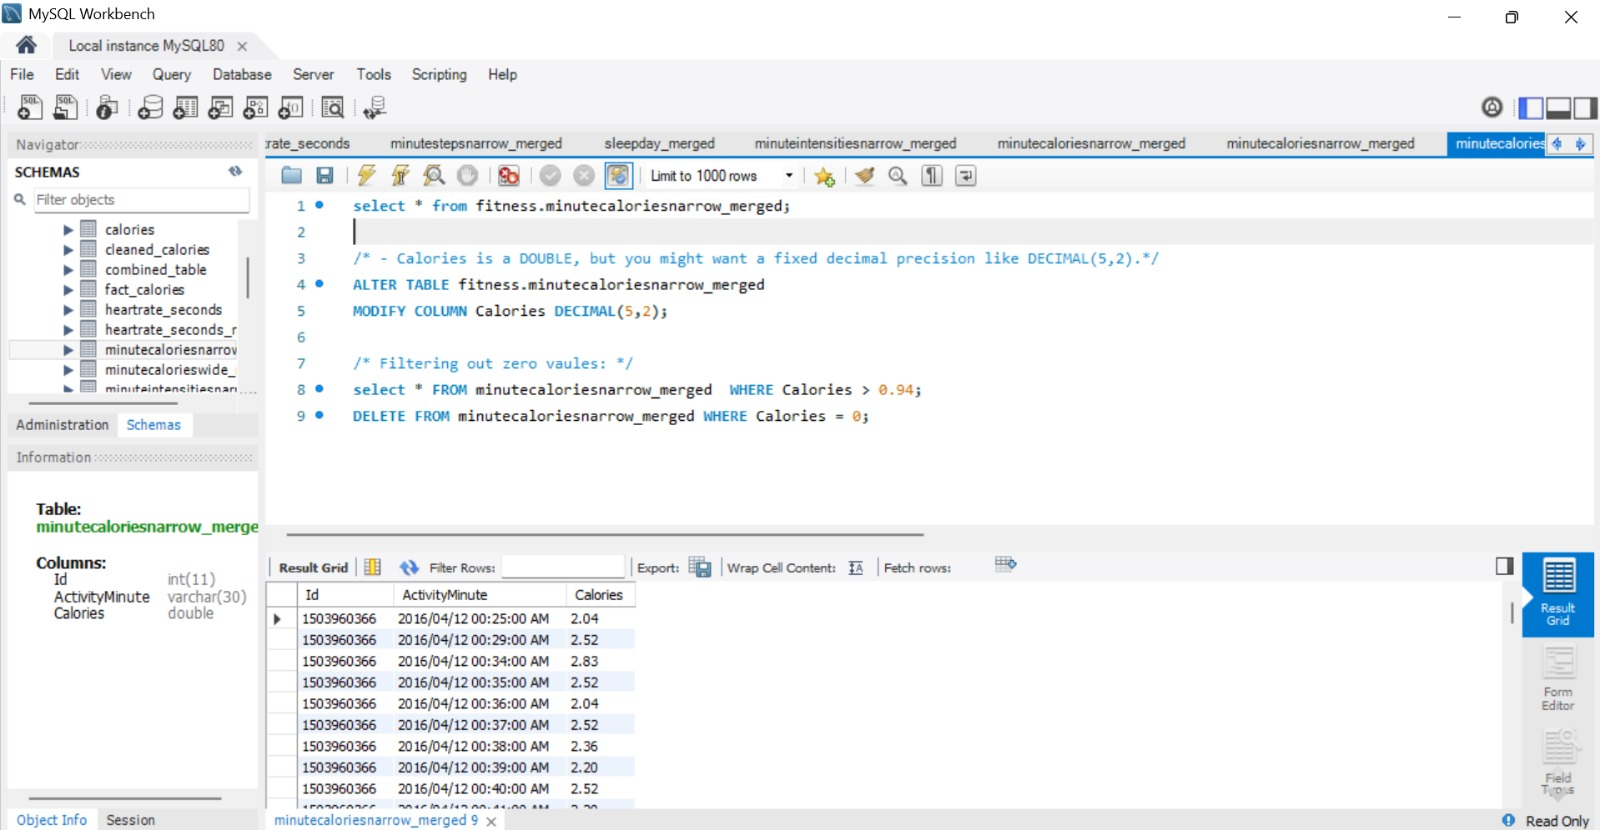 MySQL Workbench
Local instance MySQL80
File Edit View Query Database Server Tools Scripting Help
Navigator
SCHEMAS
Filter objects
calories
cleaned_calories
combined_table
fact_calories
heartrate_seconds
heartrate_seconds_r
minutecaloriesnarrow
minutecalorieswide_
minuteintensitiesnar
Administration Schemas
Information
Table:
minutecaloriesnarrow_merge
Columns:
Id int(11)
ActivityMinute varchar(30)
Calories double
Object Info Session
rate_seconds minutestepsnarrow_merged sleepday_merged minuteintensitiesnarrow_merged minutecaloriesnarrow_merged minutecaloriesnarrow_merged minutecalories
Limit to 1000 rows
1 select * from fitness.minutecaloriesnarrow_merged;
2
3 /* - Calories is a DOUBLE, but you might want a fixed decimal precision like DECIMAL(5,2).*/
4 ALTER TABLE fitness.minutecaloriesnarrow_merged
5 MODIFY COLUMN Calories DECIMAL(5,2);
6
7 /* Filtering out zero vaules: */
8 select * FROM minutecaloriesnarrow_merged WHERE Calories > 0.94;
9 DELETE FROM minutecaloriesnarrow_merged WHERE Calories = 0;
Result Grid Filter Rows: Export: Wrap Cell Content: Fetch rows:
Id ActivityMinute Calories
1503960366 2016/04/12 00:25:00 AM 2.04
1503960366 2016/04/12 00:29:00 AM 2.52
1503960366 2016/04/12 00:34:00 AM 2.83
1503960366 2016/04/12 00:35:00 AM 2.52
1503960366 2016/04/12 00:36:00 AM 2.04
1503960366 2016/04/12 00:37:00 AM 2.52
1503960366 2016/04/12 00:38:00 AM 2.36
1503960366 2016/04/12 00:39:00 AM 2.20
1503960366 2016/04/12 00:40:00 AM 2.52
Result
Grid
Form
Editor
Field
Types
minutecaloriesnarrow_merged 9
Read Only